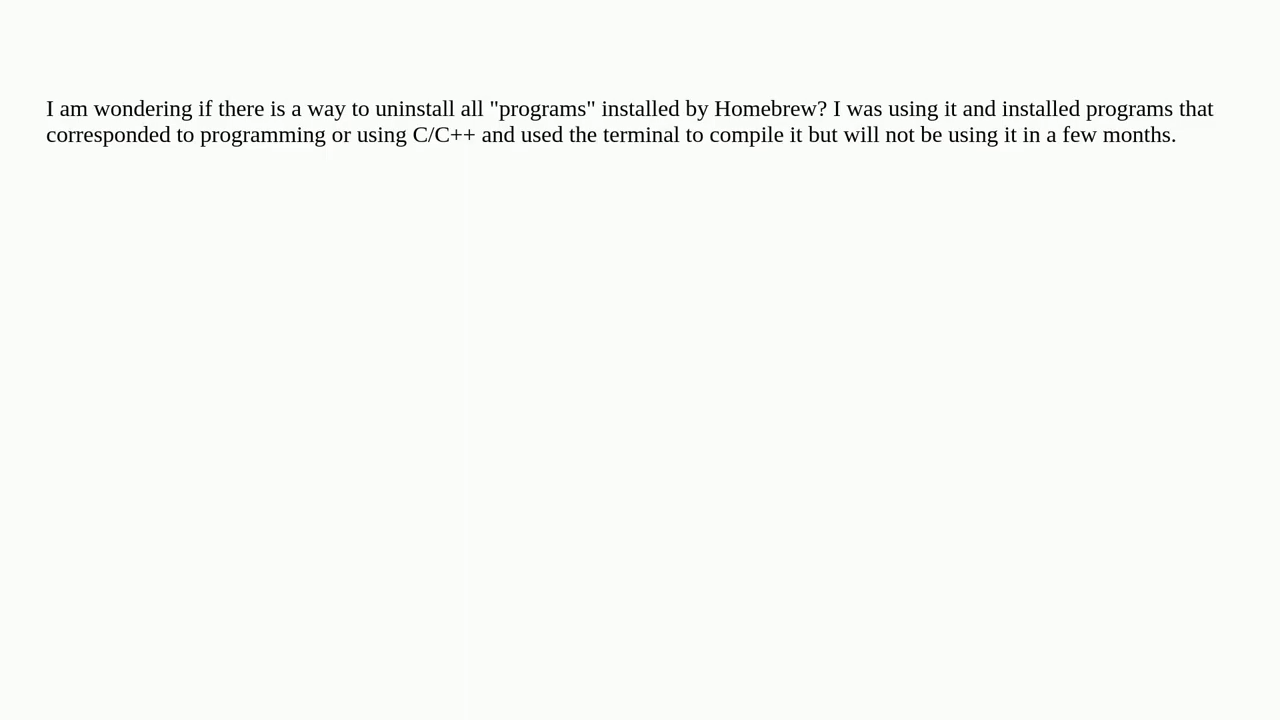 I am wondering if there is a way to uninstall all "programs" installed by Homebrew? I was using it and installed programs that
corresponded to programming or using C/C++ and used the terminal to compile it but will not be using it in a few months.